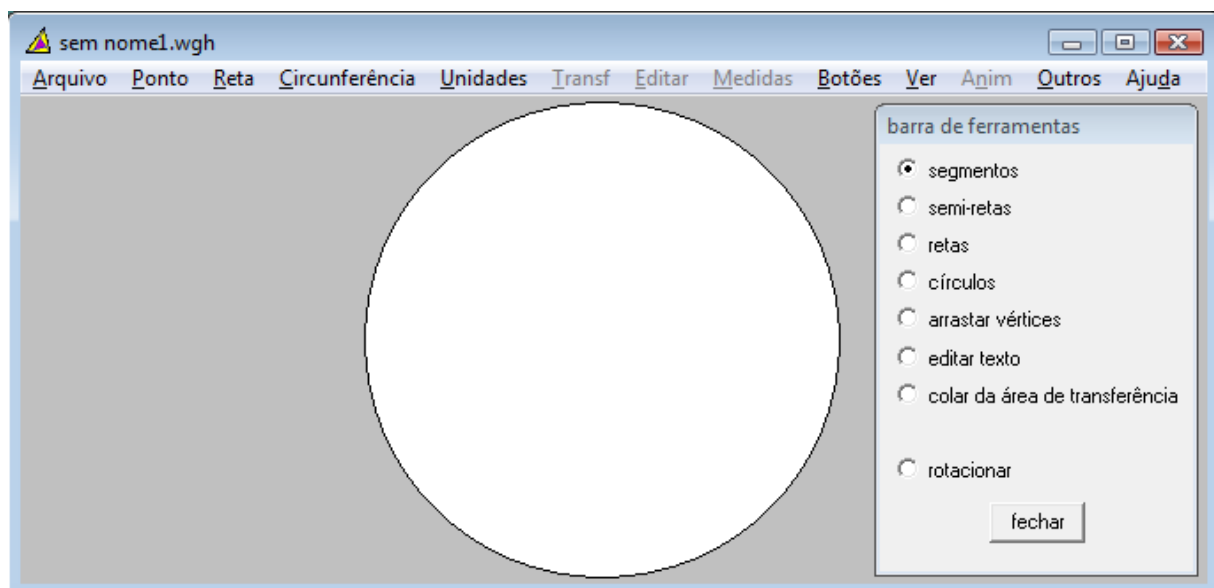 sem nome1.wgh
Arquivo Ponto Reta Circunferência Unidades Transf Editar Medidas Botões Ver Anim Outros Ajuda
barra de ferramentas
segmentos
semi-retas
retas
círculos
arrastar vértices
editar texto
colar da área de transferência
rotacionar
fechar